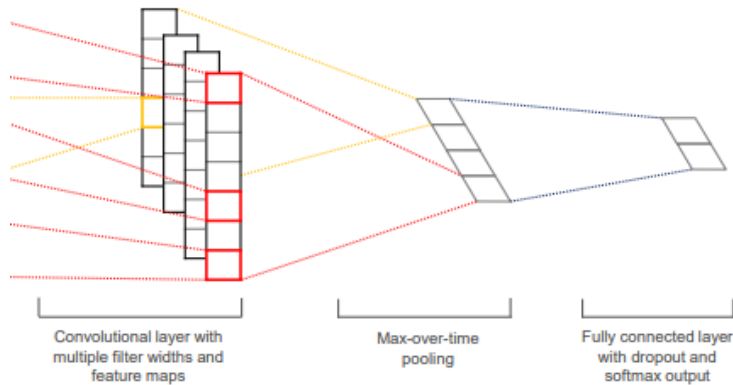 Convolutional layer with
multiple filter widths and
feature maps
Max-over-time
pooling
Fully connected layer
with dropout and
softmax output